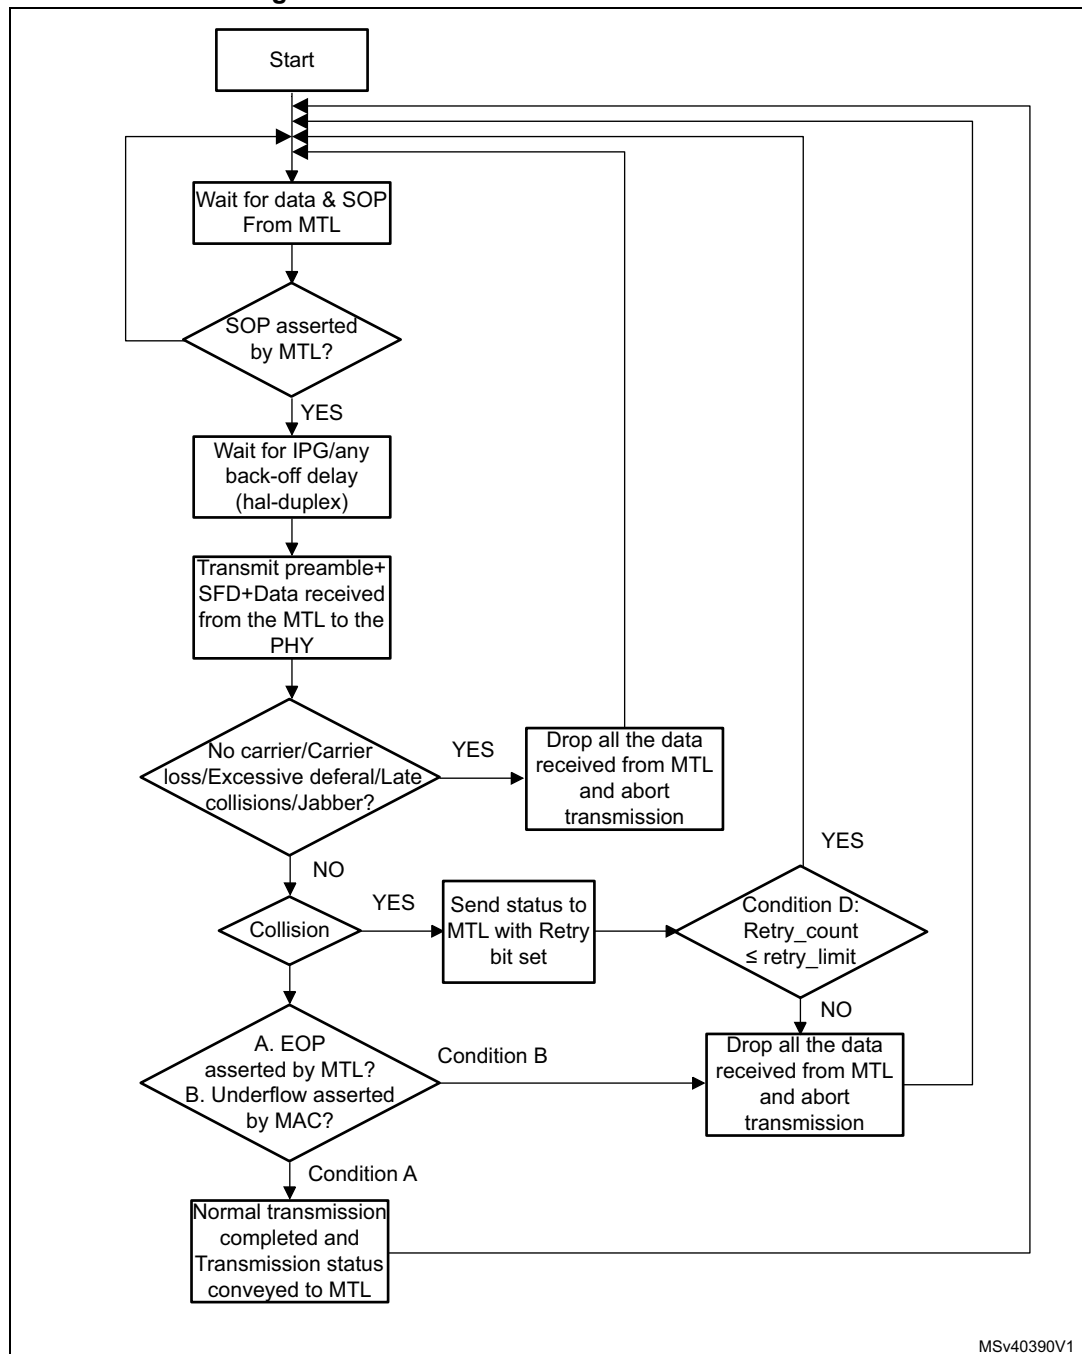 Start
Wait for data & SOP
From MTL
SOP asserted
by MTL?
YES
Wait for IPG/any
back-off delay
(hal-duplex)
Transmit preamble+
SFD+Data received
from the MTL to the
PHY
No carrier/Carrier
loss/Excessive deferal/Late
collisions/Jabber?
YES
Drop all the data
received from MTL
and abort
transmission
NO
Collision
YES
Send status to
MTL with Retry
bit set
Condition D:
Retry_count
≤ retry_limit
YES
NO
A. EOP
asserted by MTL?
B. Underflow asserted
by MAC?
Condition B
Drop all the data
received from MTL
and abort
transmission
Condition A
Normal transmission
completed and
Transmission status
conveyed to MTL
MSv40390V1